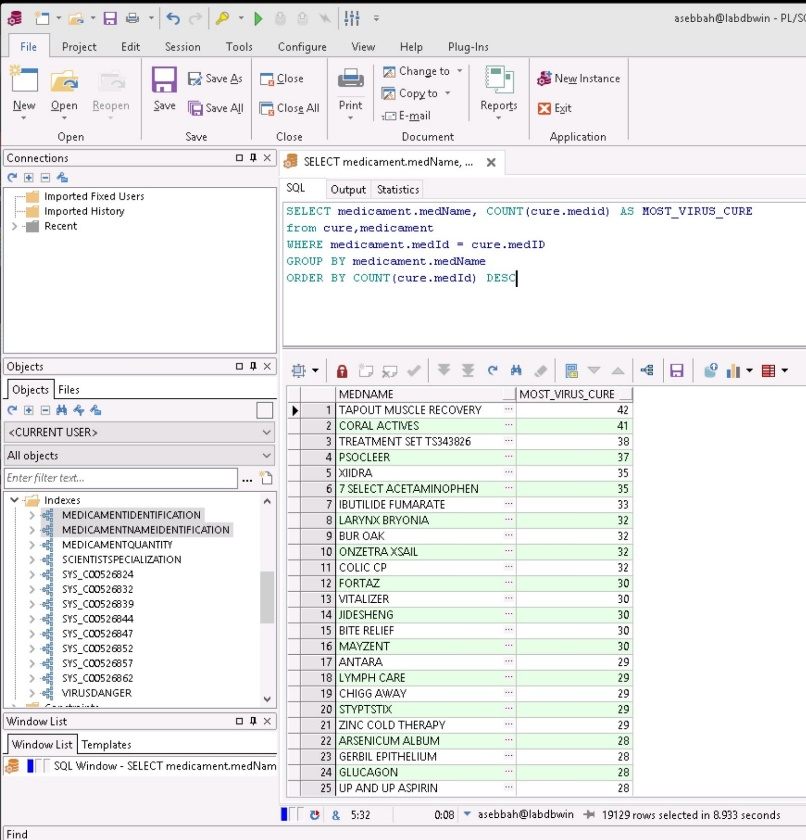 asebbah@labdbwin - PL/SQ
File Project Edit Session Tools Configure View Help Plug-Ins
New Open Reopen Save Save As Save All Close Close All Print Change to Copy to E-mail Reports New Instance Exit
Open Save Close Document Application
Connections
Imported Fixed Users
Imported History
Recent
Objects
Objects Files
<CURRENT USER>
All objects
Enter filter text... ...
Indexes
MEDICAMENTIDENTIFICATION
MEDICAMENTNAMEIDENTIFICATION
MEDICAMENTQUANTITY
SCIENTISTSPECIALIZATION
SYS_C00526824
SYS_C00526832
SYS_C00526839
SYS_C00526844
SYS_C00526847
SYS_C00526852
SYS_C00526857
SYS_C00526862
VIRUSDANGER
Window List
Window List Templates
SQL Window - SELECT medicament.medNam
SELECT medicament.medName, ...
SQL Output Statistics
SELECT medicament.medName, COUNT(cure.medid) AS MOST_VIRUS_CURE
from cure,medicament
WHERE medicament.medId = cure.medID
GROUP BY medicament.medName
ORDER BY COUNT(cure.medId) DESC
MEDNAME MOST_VIRUS_CURE
1 TAPOUT MUSCLE RECOVERY ... 42
2 CORAL ACTIVES ... 41
3 TREATMENT SET TS343826 ... 38
4 PSOCLEER ... 37
5 XIIDRA ... 35
6 7 SELECT ACETAMINOPHEN ... 35
7 IBUTILIDE FUMARATE ... 33
8 LARYNX BRYONIA ... 32
9 BUR OAK ... 32
10 ONZETRA XSAIL ... 32
11 COLIC CP ... 32
12 FORTAZ ... 30
13 VITALIZER ... 30
14 JIDESHENG ... 30
15 BITE RELIEF ... 30
16 MAYZENT ... 30
17 ANTARA ... 29
18 LYMPH CARE ... 29
19 CHIGG AWAY ... 29
20 STYPTSTIX ... 29
21 ZINC COLD THERAPY ... 29
22 ARSENICUM ALBUM ... 28
23 GERBIL EPITHELIUM ... 28
24 GLUCAGON ... 28
25 UP AND UP ASPIRIN ... 28
& 5:32 0:08 asebbah@labdbwin 19129 rows selected in 8.933 seconds
Find